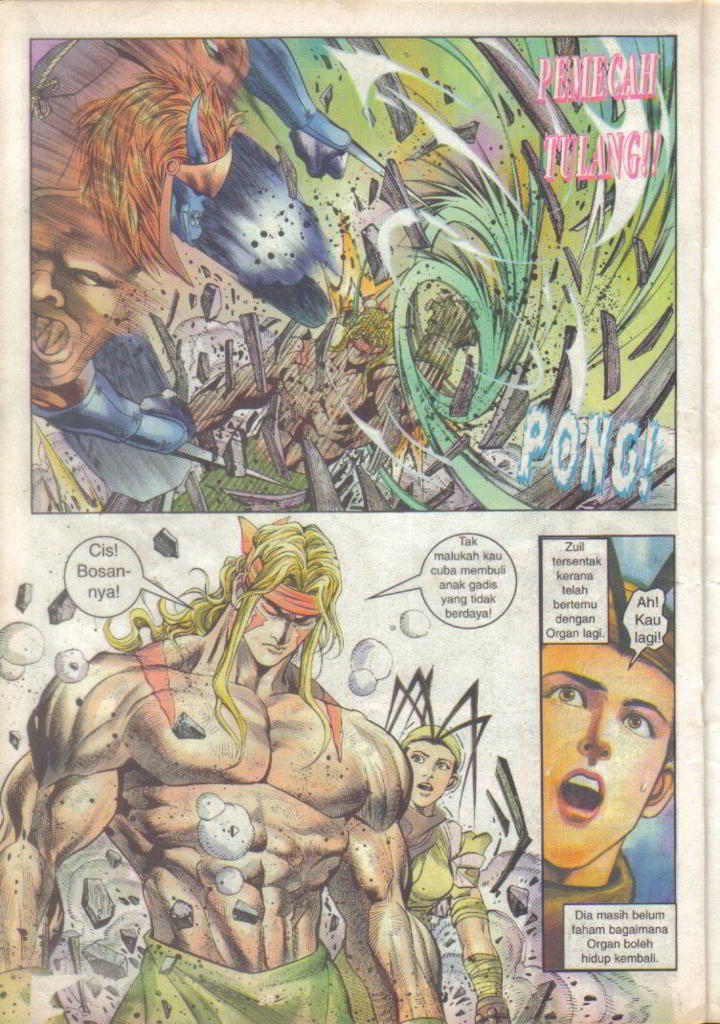 PEMECAH
TULANG!!
PONG!
Cis!
Bosan-
nya!
Tak
malukah kau
cuba membuli
anak gadis
yang tidak
berdaya!
Zuil
tersentak
kerana
telah
bertemu
dengan
Organ lagi.
Ah!
Kau
lagi!
Dia masih belum
faham bagaimana
Organ boleh
hidup kembali.